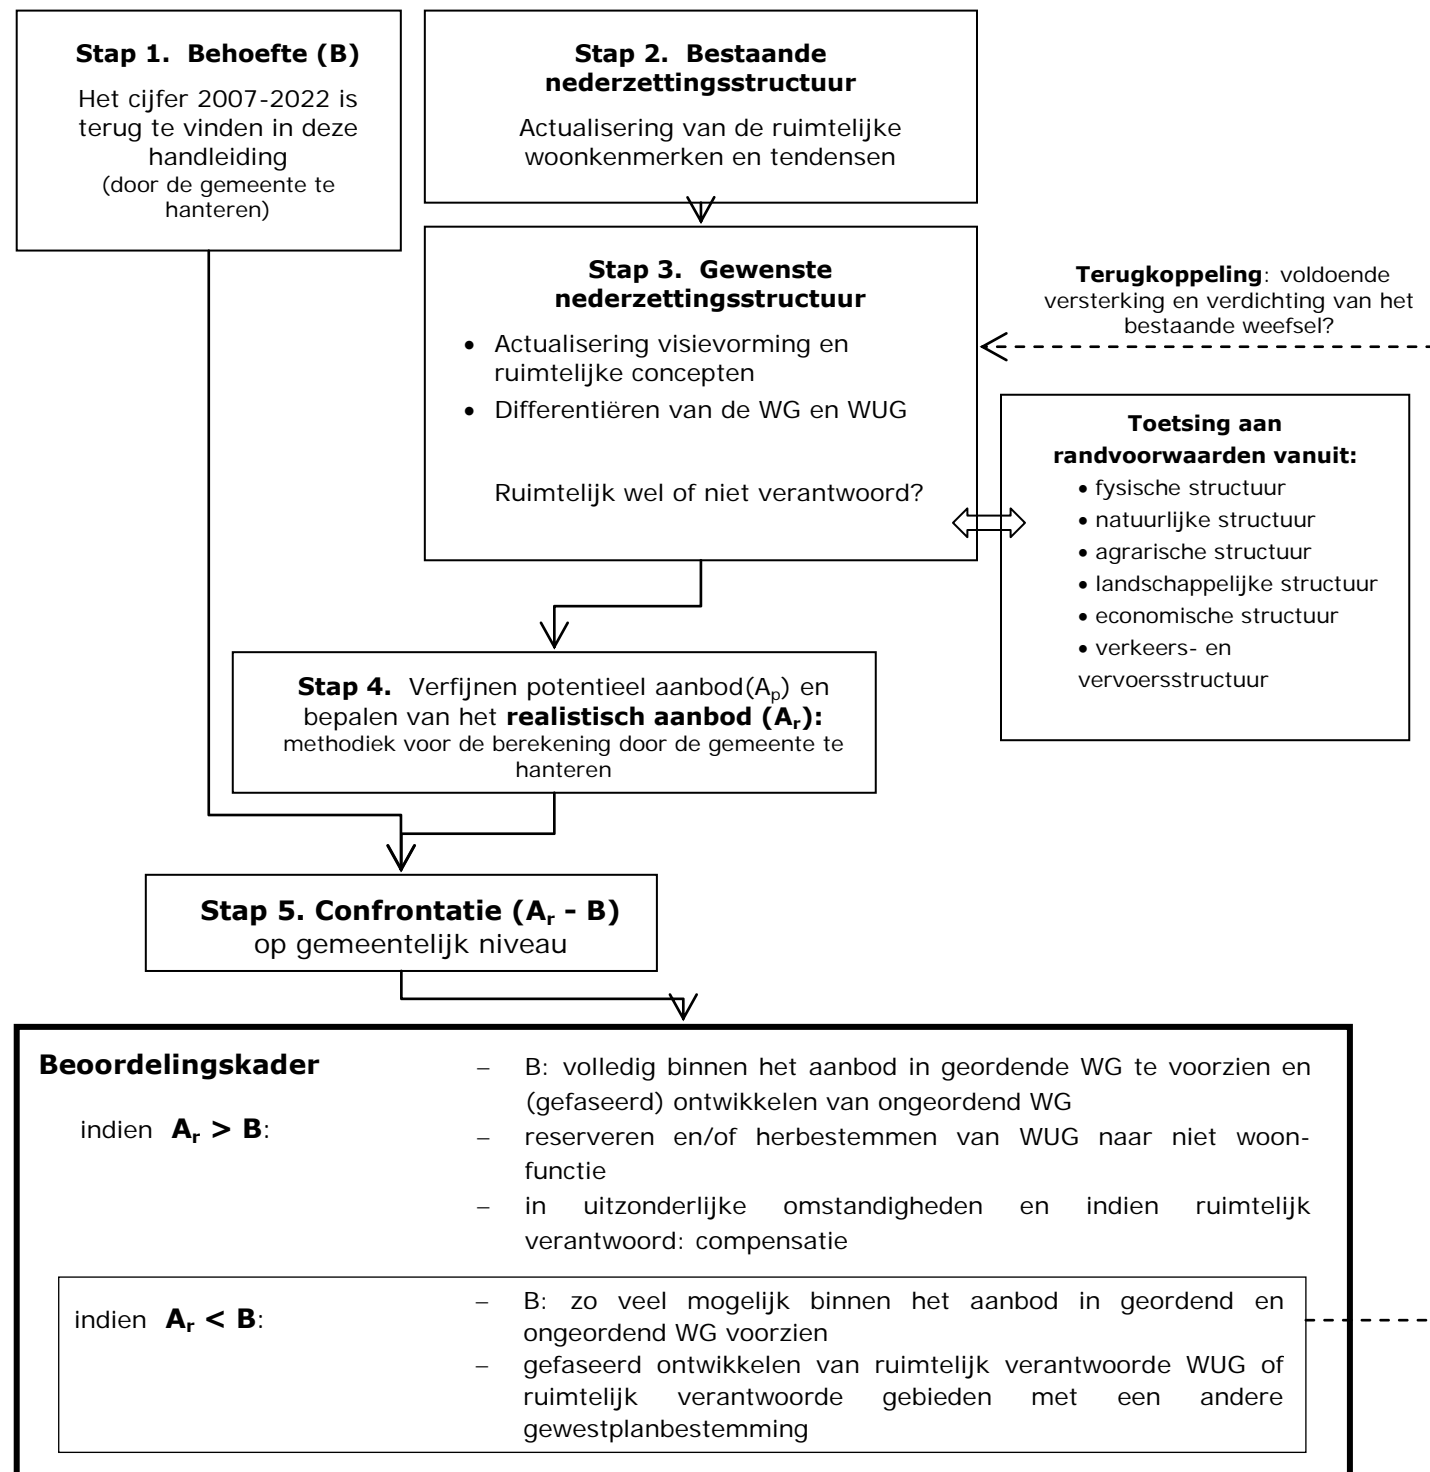 Stap 1.  Behoefte (B)
Het cijfer 2007-2022 is
terug te vinden in deze
handleiding
(door de gemeente te
hanteren)
Stap 2.  Bestaande
nederzettingsstructuur
Actualisering van de ruimtelijke
woonkenmerken en tendensen
Stap 3.  Gewenste
nederzettingsstructuur
• Actualisering visievorming en
ruimtelijke concepten
• Differentiëren van de WG en WUG
Ruimtelijk wel of niet verantwoord?
Terugkoppeling: voldoende
versterking en verdichting van het
bestaande weefsel?
Toetsing aan
randvoorwaarden vanuit:
• fysische structuur
• natuurlijke structuur
• agrarische structuur
• landschappelijke structuur
• economische structuur
• verkeers- en
vervoersstructuur
Stap 4.  Verfijnen potentieel aanbod(Ap) en
bepalen van het realistisch aanbod (Ar):
methodiek voor de berekening door de gemeente te
hanteren
Stap 5. Confrontatie (Ar - B)
op gemeentelijk niveau
Beoordelingskader
indien  Ar > B:
– B: volledig binnen het aanbod in geordende WG te voorzien en
(gefaseerd) ontwikkelen van ongeordend WG
– reserveren en/of herbestemmen van WUG naar niet woon-
functie
– in uitzonderlijke omstandigheden en indien ruimtelijk
verantwoord: compensatie
indien  Ar < B:
– B: zo veel mogelijk binnen het aanbod in geordend en
ongeordend WG voorzien
– gefaseerd ontwikkelen van ruimtelijk verantwoorde WUG of
ruimtelijk verantwoorde gebieden met een andere
gewestplanbestemming